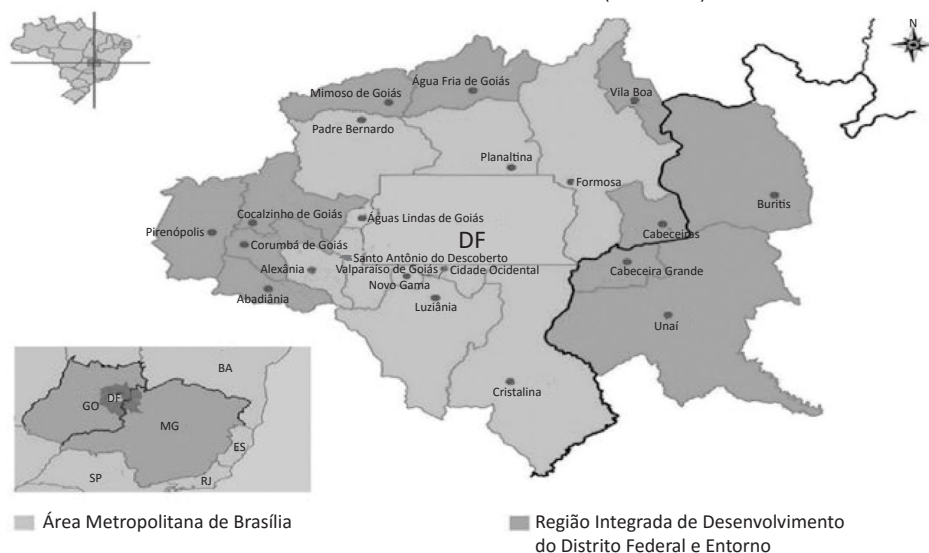 N
Água Fria de Goiás
Mimoso de Goiás
Vila Boa
Padre Bernardo
Planaltina
Formosa
Buritis
Cocalzinho de Goiás
Águas Lindas de Goiás
Pirenópolis
Cabeceiras
DF
Corumbá de Goiás
Santo Antônio do Descoberto
Alexânia
Valparaíso de Goiás
Cidade Ocidental
Cabeceira Grande
Novo Gama
Abadiânia
Luziânia
Unaí
Cristalina
BA
DF
GO
MG
ES
SP
RJ
Área Metropolitana de Brasília
Região Integrada de Desenvolvimento
do Distrito Federal e Entorno